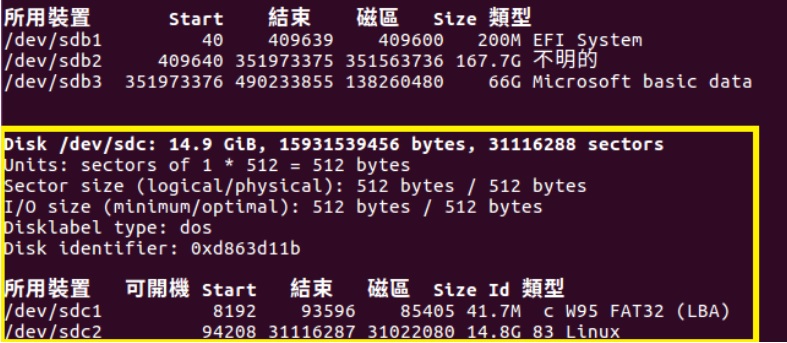 所用裝置 Start 結束 磁區 Size 類型
/dev/sdb1 40 409639 409600 200M EFI System
/dev/sdb2 409640 351973375 351563736 167.7G 不明的
/dev/sdb3 351973376 490233855 138260480 66G Microsoft basic data
Disk /dev/sdc: 14.9 GiB, 15931539456 bytes, 31116288 sectors
Units: sectors of 1 * 512 = 512 bytes
Sector size (logical/physical): 512 bytes / 512 bytes
I/O size (minimum/optimal): 512 bytes / 512 bytes
Disklabel type: dos
Disk identifier: 0xd863d11b
所用裝置 可開機 Start 結束 磁區 Size Id 類型
/dev/sdc1 8192 93596 85405 41.7M c W95 FAT32 (LBA)
/dev/sdc2 94208 31116287 31022080 14.8G 83 Linux